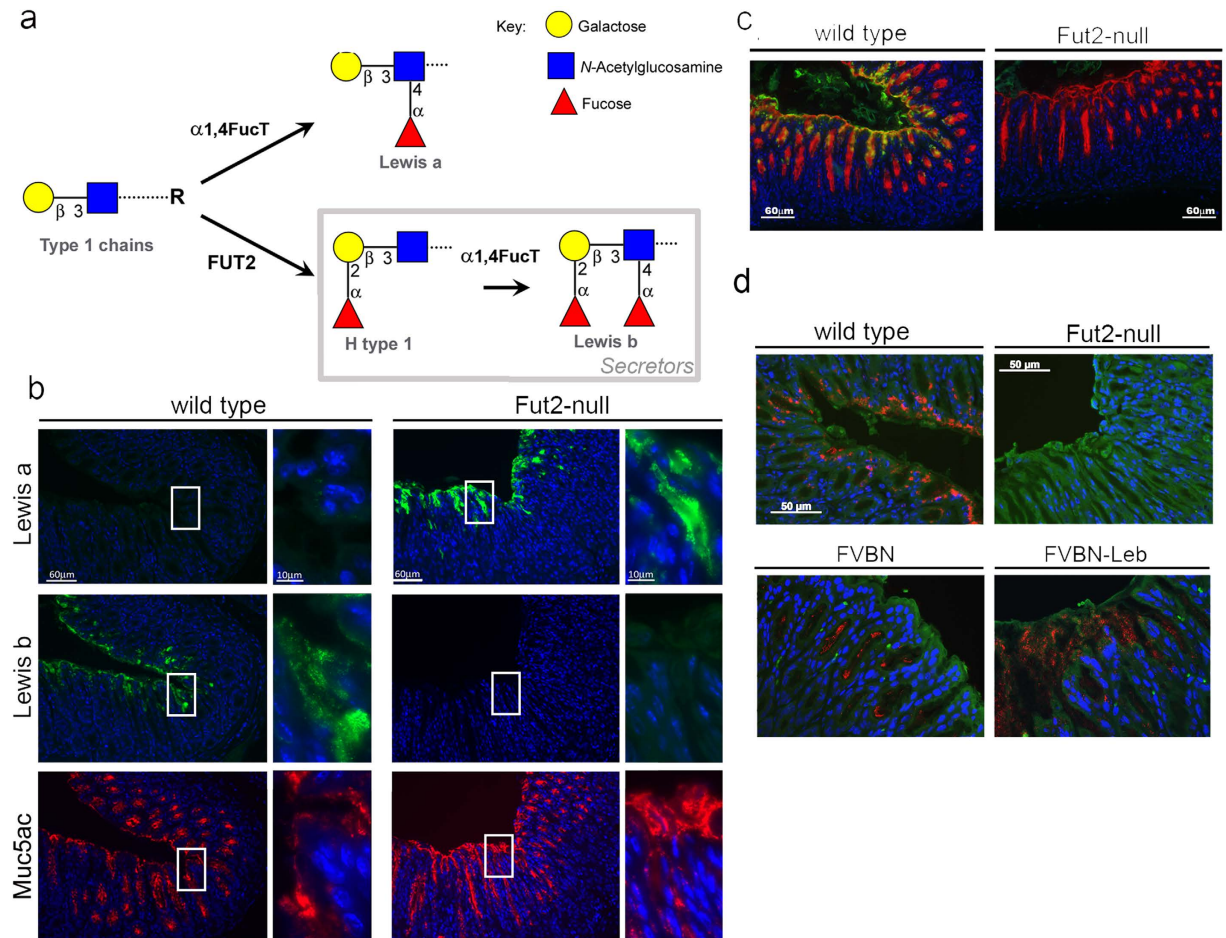 a
Key:
Galactose
N-Acetylglucosamine
Fucose
β 3
4
α
Lewis a
α1,4FucT
β 3
R
Type 1 chains
FUT2
β 3
2
α
H type 1
α1,4FucT
β 3
2
4
α
α
Lewis b
Secretors
b
wild type
Fut2-null
Lewis a
60μm
10μm
60μm
10μm
Lewis b
Muc5ac
c
wild type
Fut2-null
60μm
60μm
d
wild type
Fut2-null
50 μm
50 μm
FVBN
FVBN-Leb